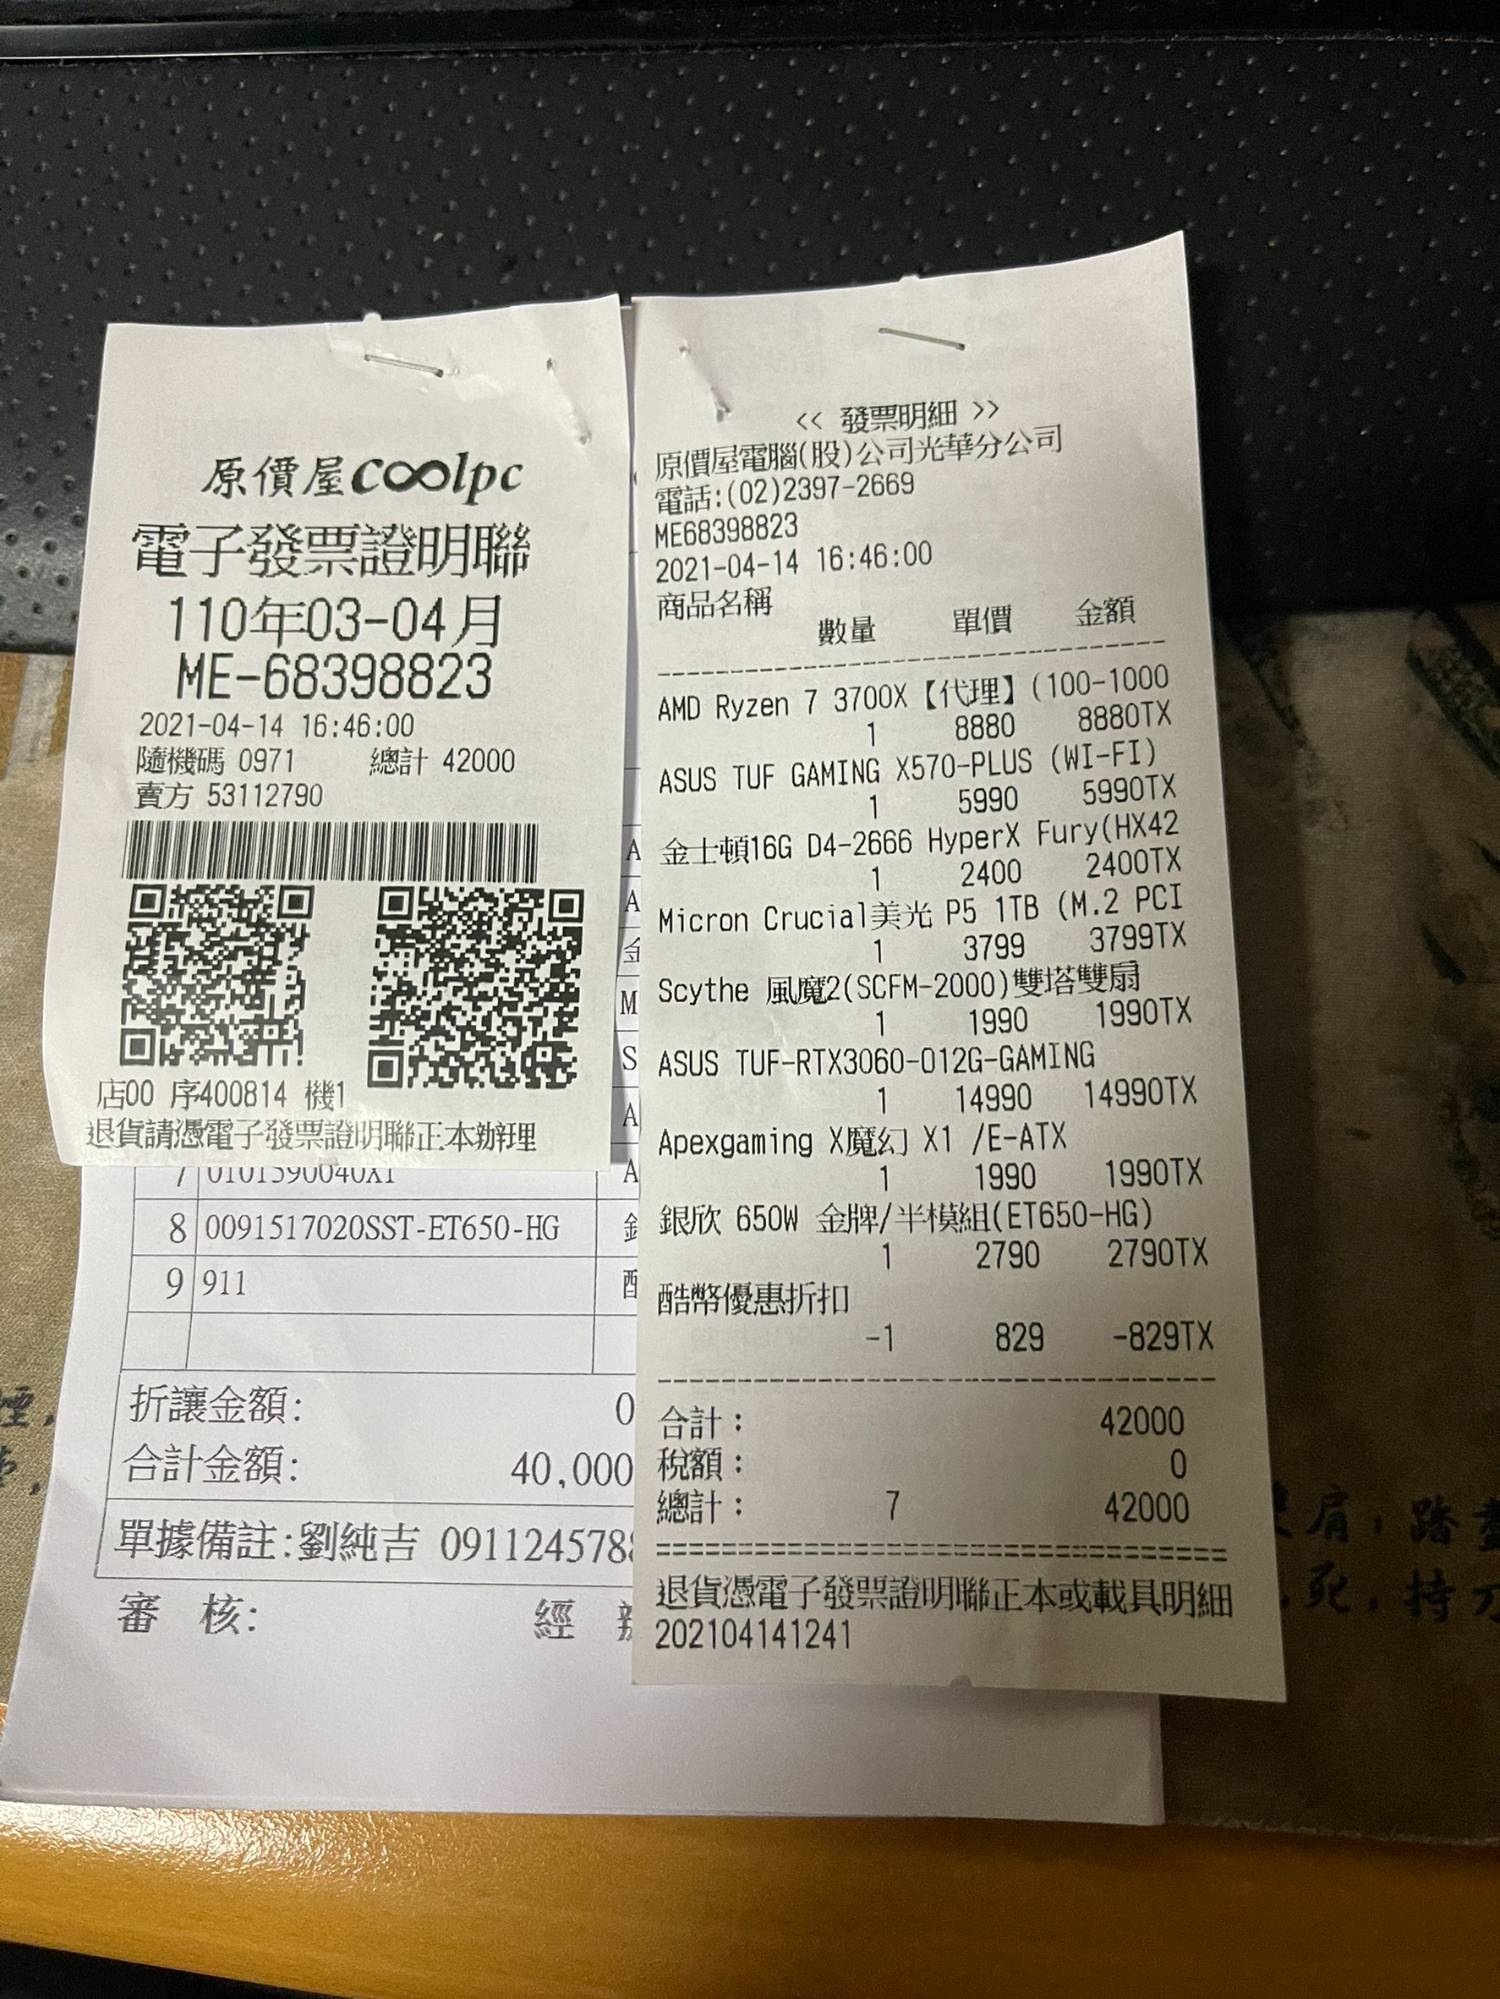 原價屋coolpc
電子發票證明聯
110年03-04月
ME-68398823
2021-04-14 16:46:00
隨機碼 0971 總計 42000
賣方 53112790
店00 序400814 機1
退貨請憑電子發票證明聯正本辦理
<< 發票明細 >>
原價屋電腦(股)公司光華分公司
電話:(02)2397-2669
ME68398823
2021-04-14 16:46:00
商品名稱
數量 單價 金額
AMD Ryzen 7 3700X【代理】(100-1000
1 8880 8880TX
ASUS TUF GAMING X570-PLUS (WI-FI)
1 5990 5990TX
金士頓16G D4-2666 HyperX Fury(HX42
1 2400 2400TX
Micron Crucial美光 P5 1TB (M.2 PCI
1 3799 3799TX
Scythe 風魔2(SCFM-2000)雙塔雙扇
1 1990 1990TX
ASUS TUF-RTX3060-O12G-GAMING
1 14990 14990TX
Apexgaming X魔幻 X1 /E-ATX
1 1990 1990TX
銀欣 650W 金牌/半模組(ET650-HG)
1 2790 2790TX
酷幣優惠折扣
-1 829 -829TX
合計: 42000
稅額: 0
總計: 7 42000
退貨憑電子發票證明聯正本或載具明細
202104141241
A
A
金
M
S
A
7 0101590040X1 A
8 0091517020SST-ET650-HG
9 911
折讓金額: 0
合計金額: 40,000
單據備註:劉純吉 091124578
審 核: 經
肩,踏
死,持刀